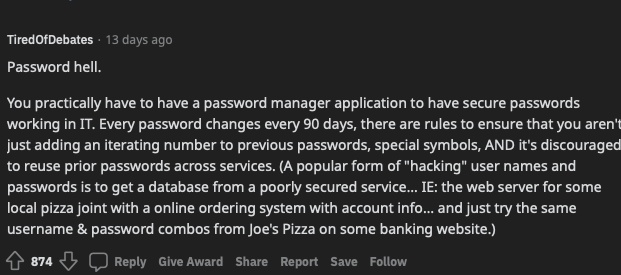 TiredOfDebates · 13 days ago
Password hell.
You practically have to have a password manager application to have secure passwords
working in IT. Every password changes every 90 days, there are rules to ensure that you aren't
just adding an iterating number to previous passwords, special symbols, AND it's discouraged
to reuse prior passwords across services. (A popular form of "hacking" user names and
passwords is to get a database from a poorly secured service... IE: the web server for some
local pizza joint with a online ordering system with account info... and just try the same
username & password combos from Joe's Pizza on some banking website.)
874 Reply Give Award Share Report Save Follow